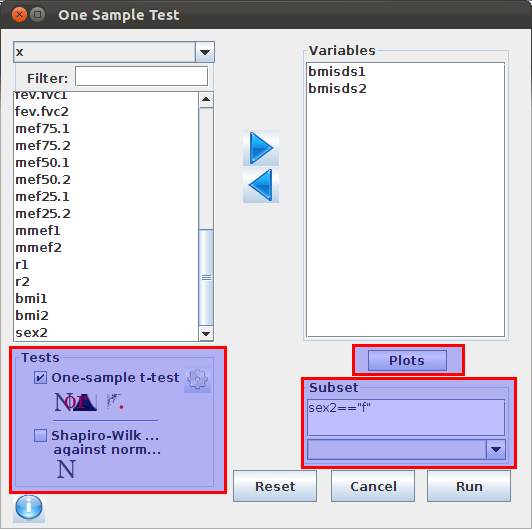 One Sample Test
x
Filter:
fev.fvc1
fev.fvc2
mef75.1
mef75.2
mef50.1
mef50.2
mef25.1
mef25.2
mmef1
mmef2
r1
r2
bmi1
bmi2
sex2
Variables
bmisds1
bmisds2
Tests
One-sample t-test
N or
Shapiro-Wilk ...
against norm...
N
Plots
Subset
sex2=="f"
Reset
Cancel
Run